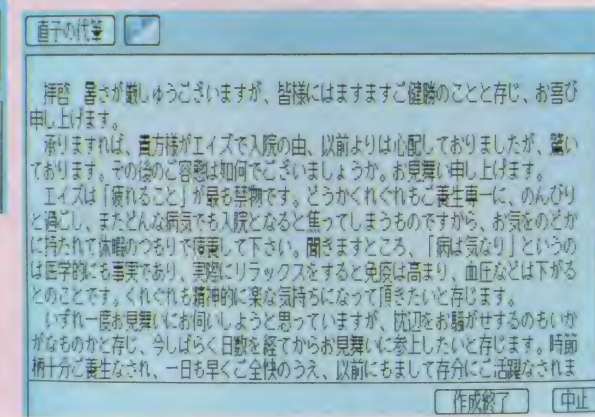 直子の代筆
拝啓　暑さが厳しゅうございますが、皆様にはますますご健勝のことと存じ、お喜び
申し上げます。
承りますれば、貴方様がエイズで入院の由、以前よりは心配しておりましたが、驚い
ております。その後のご容態は如何でございましょうか。お見舞い申し上げます。
エイズは「疲れること」が最も禁物です。どうかくれぐれもご養生専一に、のんびり
と過ごし、またどんな病気でも入院となると焦ってしまうものですから、お気をのどか
に持たれて休暇のつもりで療養して下さい。聞きますところ、「病は気なり」というの
は医学的にも事実であり、実際にリラックスをすると免疫は高まり、血圧などは下がる
とのことです。くれぐれも精神的に楽な気持ちになって頂きたいと存じます。
いずれ一度お見舞いにお伺いしようと思っていますが、枕辺をお騒がせするのもいか
がなものかと存じ、今しばらく日数を経てからお見舞いに参上したいと存じます。時節
柄十分ご養生なされ、一日も早くご全快のうえ、以前にもまして存分にご活躍なされま
作成終了
中止